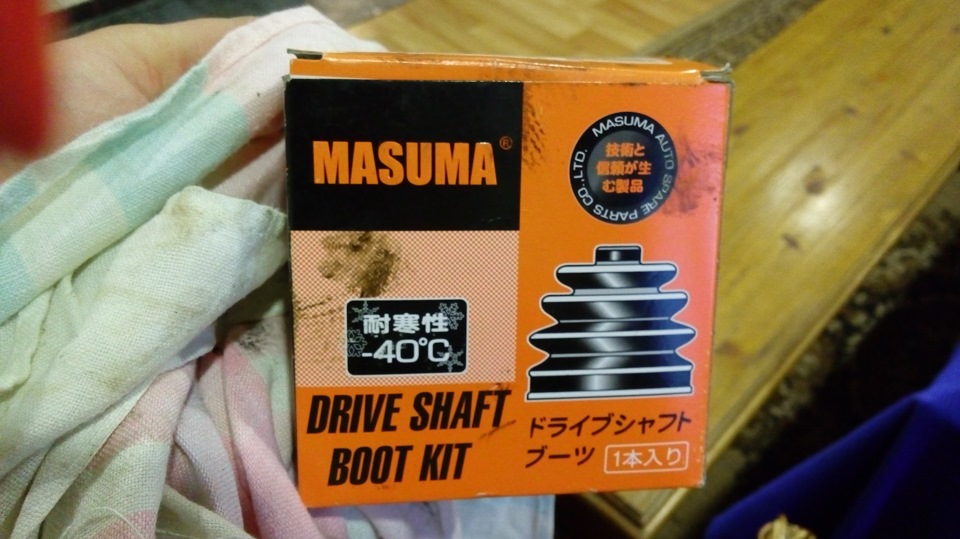 MASUMA®
MASUMA AUTO SPARE PARTS CO.,LTD.
技術と
信頼が生
む製品
耐寒性
-40°C
DRIVE SHAFT
BOOT KIT
ドライブシャフト
ブーツ 1本入り